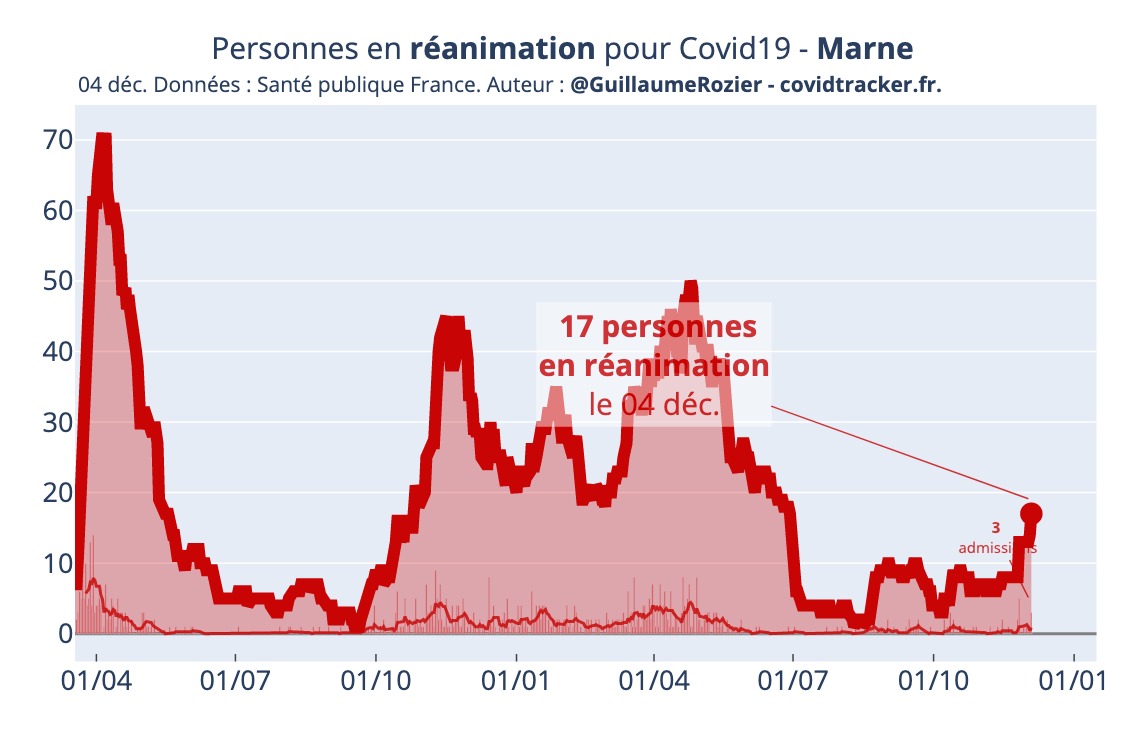 Personnes en réanimation pour Covid19 - Marne
04 déc. Données : Santé publique France. Auteur : @GuillaumeRozier - covidtracker.fr.
70
60
50
40
30
20
10
0
17 personnes
en réanimation
le 04 déc.
3
admissions
01/04
01/07
01/10
01/01
01/04
01/07
01/10
01/01